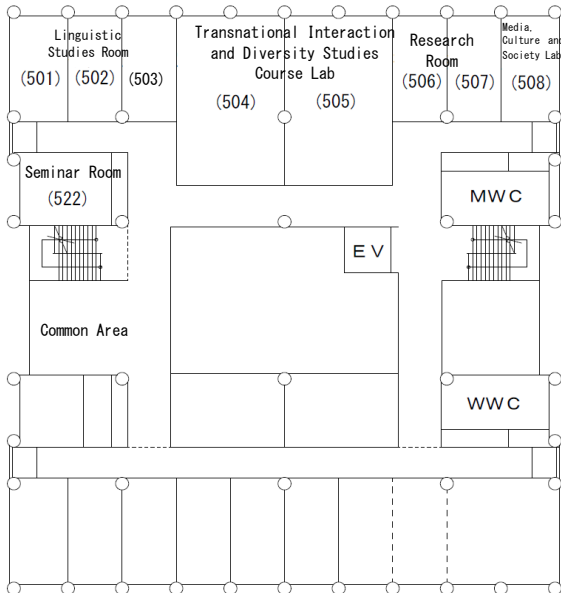 Linguistic
Studies Room
(501) (502) (503)
Transnational Interaction
and Diversity Studies
Course Lab
(504) (505)
Research
Room
(506) (507)
Media,
Culture and
Society Lab
(508)
Seminar Room
(522)
MWC
EV
Common Area
WWC